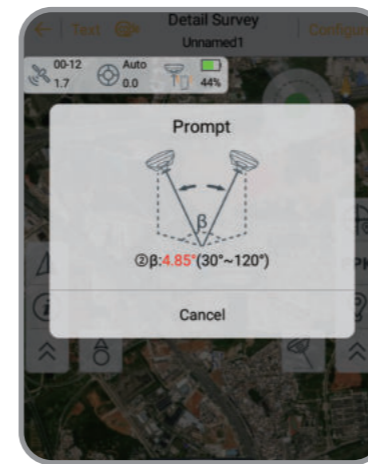 Text
Detail Survey
Configure
Unnamed1
00-12
1.7
Auto
0.0
44%
Prompt
β
②β:4.85°(30°~120°)
Cancel